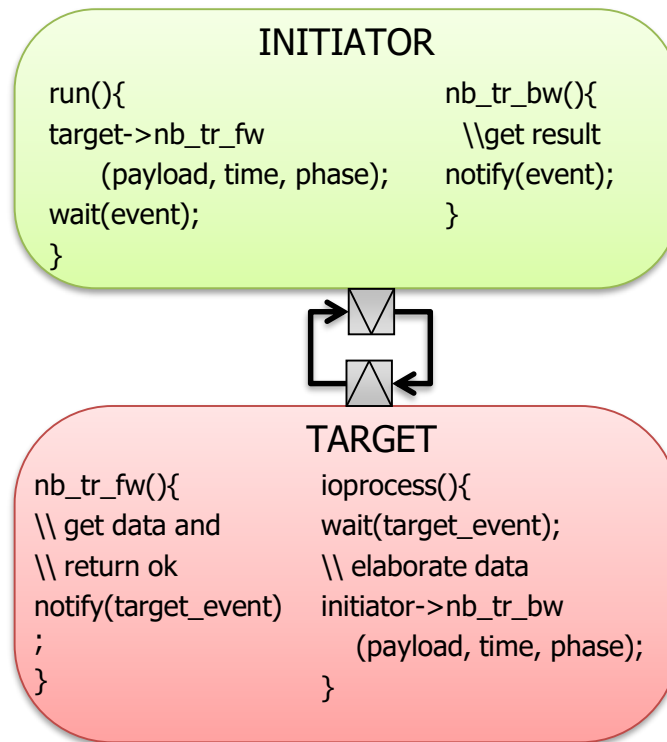 INITIATOR
run(){
target->nb_tr_fw
(payload, time, phase);
wait(event);
}
nb_tr_bw(){
\\get result
notify(event);
}
TARGET
nb_tr_fw(){
\\ get data and
\\ return ok
notify(target_event)
;
}
ioprocess(){
wait(target_event);
\\ elaborate data
initiator->nb_tr_bw
(payload, time, phase);
}